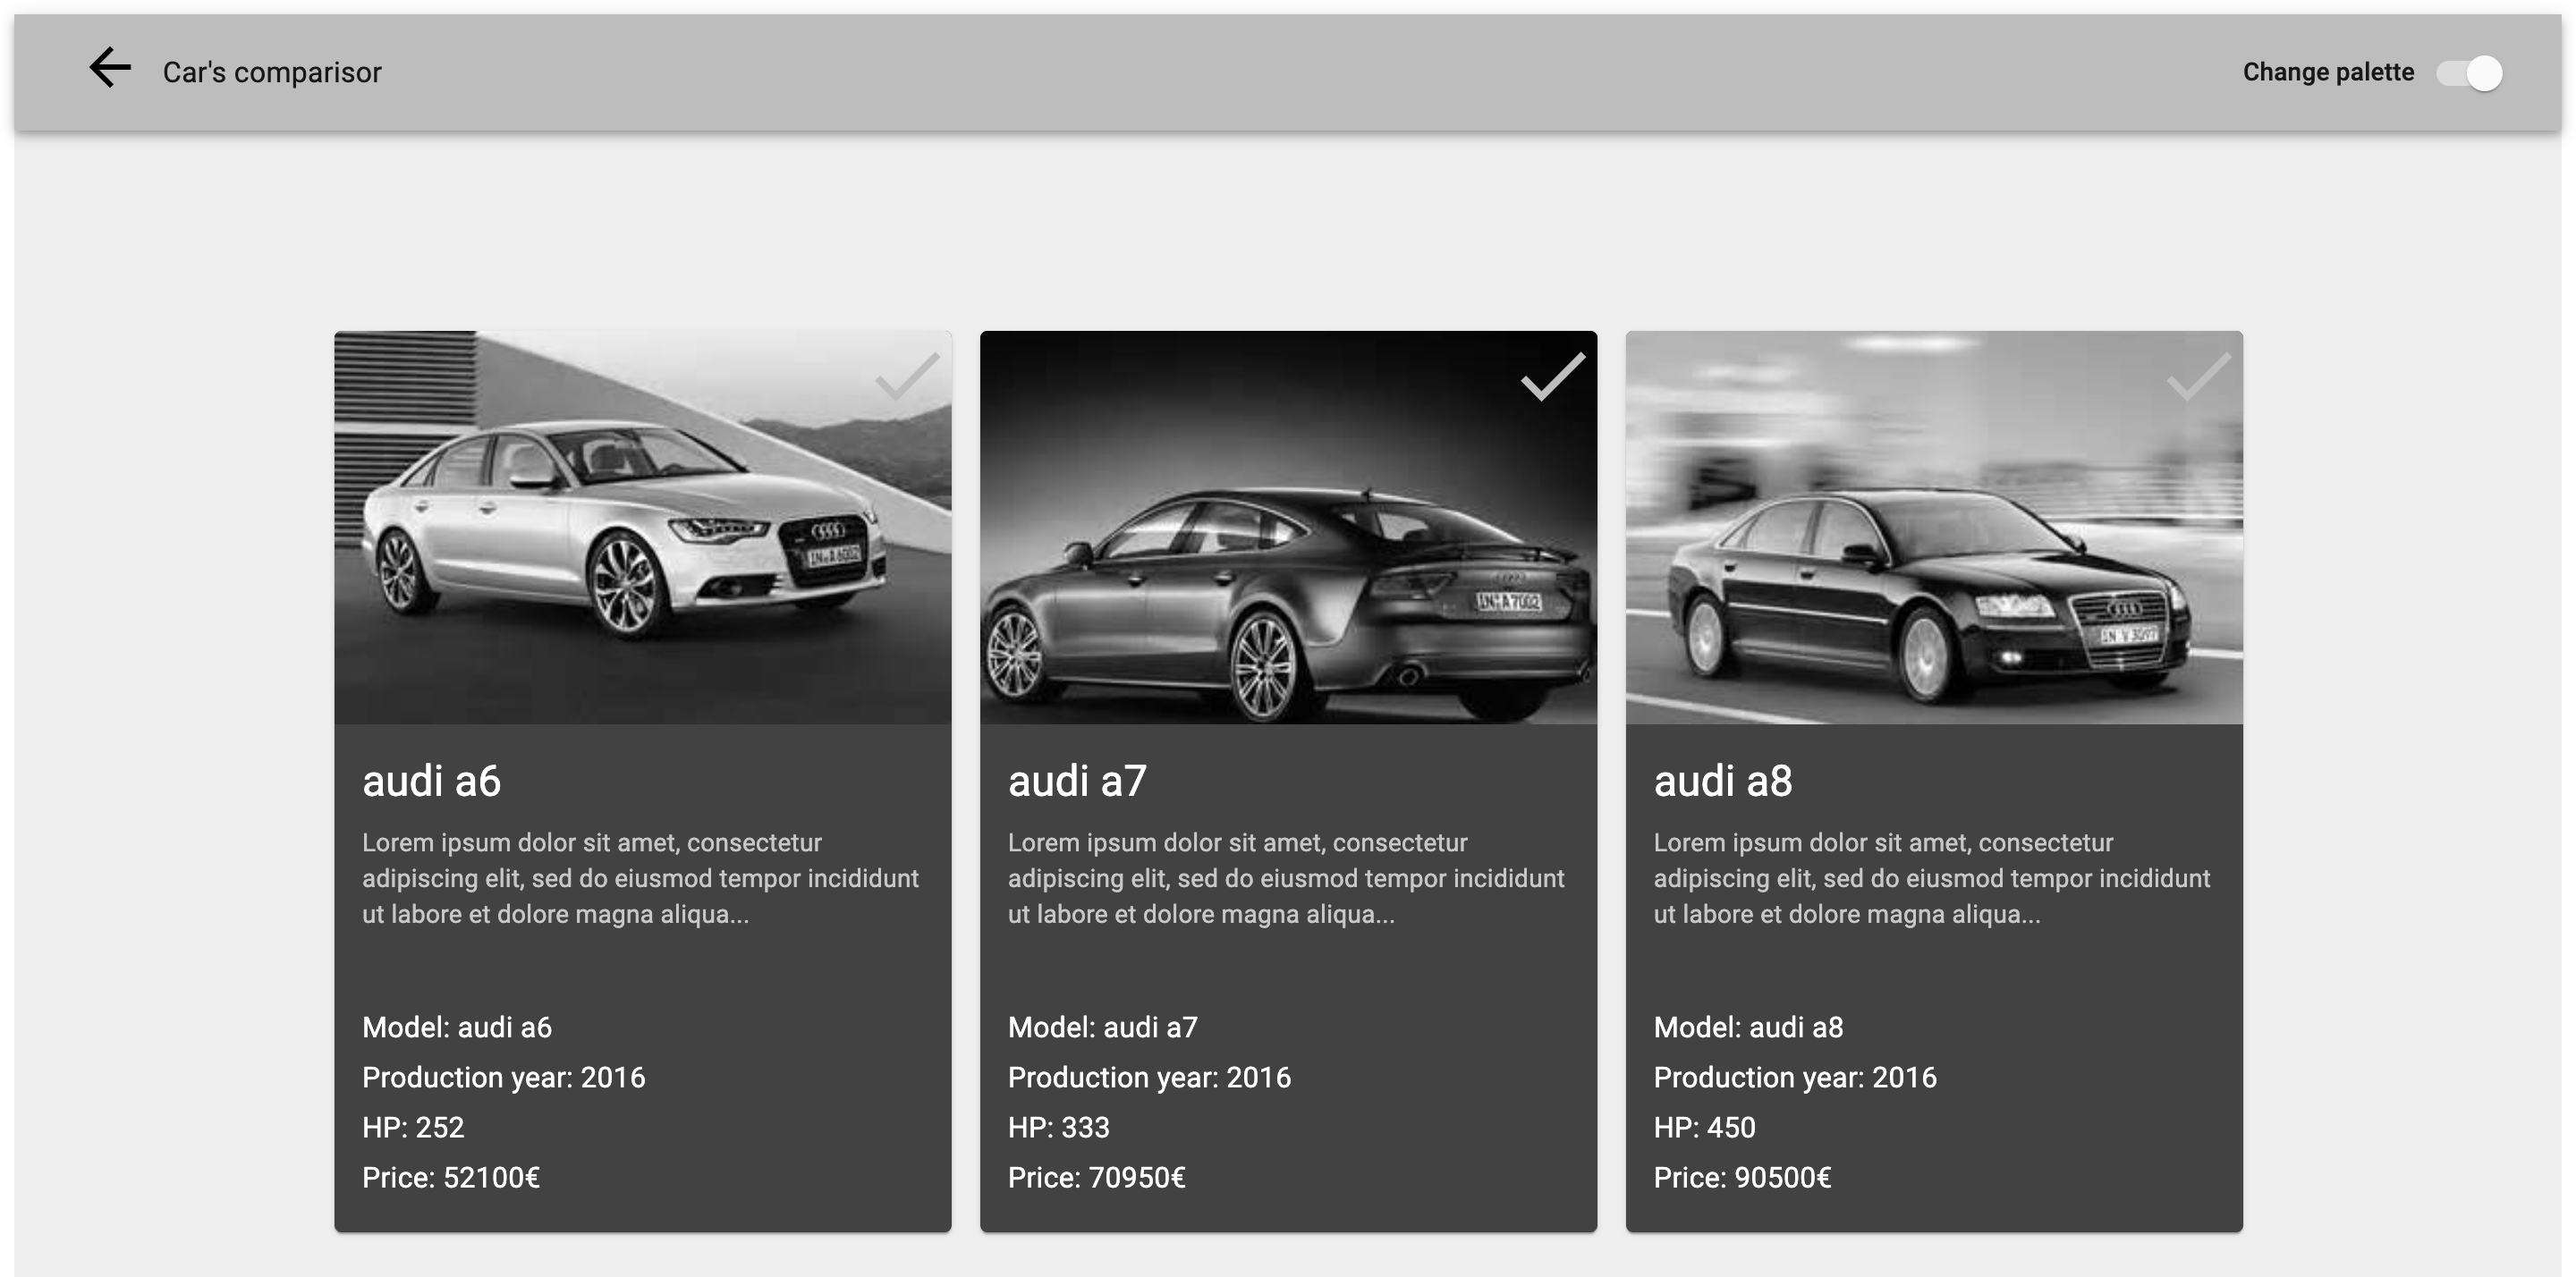 Car's comparisor
Change palette
audi a6
Lorem ipsum dolor sit amet, consectetur
adipiscing elit, sed do eiusmod tempor incididunt
ut labore et dolore magna aliqua...
Model: audi a6
Production year: 2016
HP: 252
Price: 52100€
IN·A 7002
audi a7
Lorem ipsum dolor sit amet, consectetur
adipiscing elit, sed do eiusmod tempor incididunt
ut labore et dolore magna aliqua...
Model: audi a7
Production year: 2016
HP: 333
Price: 70950€
audi a8
Lorem ipsum dolor sit amet, consectetur
adipiscing elit, sed do eiusmod tempor incididunt
ut labore et dolore magna aliqua...
Model: audi a8
Production year: 2016
HP: 450
Price: 90500€